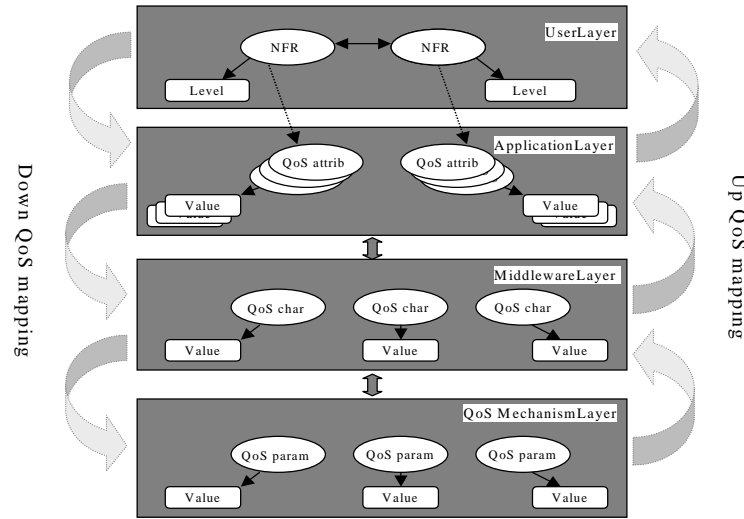 UserLayer
NFR
NFR
Level
Level
ApplicationLayer
QoS attrib
QoS attrib
Value
Value
Value
Value
MiddlewareLayer
QoS char
QoS char
QoS char
Value
Value
Value
QoS MechanismLayer
QoS param
QoS param
QoS param
Value
Value
Value
Down QoS mapping
Up QoS mapping